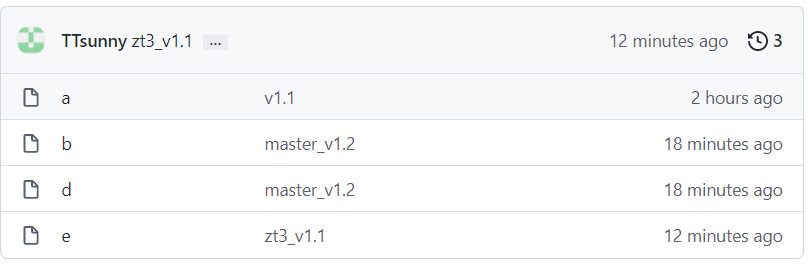 TTsunny zt3_v1.1 ... 12 minutes ago 3
a v1.1 2 hours ago
b master_v1.2 18 minutes ago
d master_v1.2 18 minutes ago
e zt3_v1.1 12 minutes ago